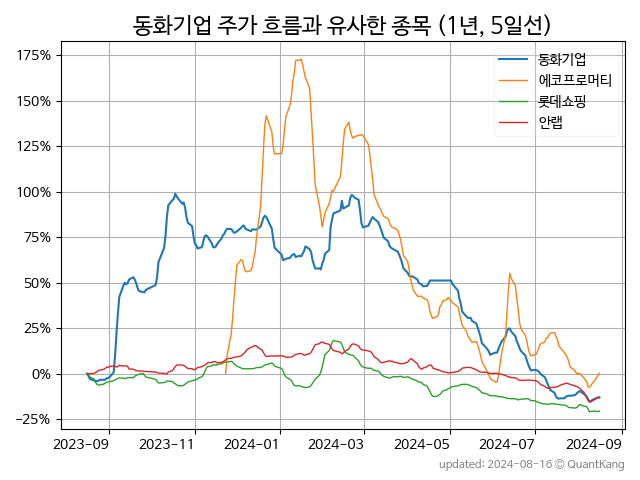 동화기업 주가 흐름과 유사한 종목 (1년, 5일선)
동화기업
에코프로머티
롯데쇼핑
안랩
175%
150%
125%
100%
75%
50%
25%
0%
−25%
2023-09
2023-11
2024-01
2024-03
2024-05
2024-07
2024-09
updated: 2024-08-16 © QuantKang